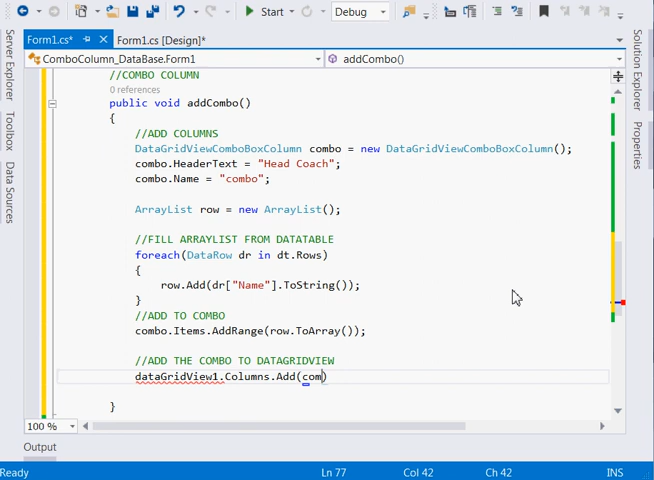 Start
Debug
Form1.cs*
Form1.cs [Design]*
ComboColumn_DataBase.Form1
addCombo()
//COMBO COLUMN
0 references
public void addCombo()
{
//ADD COLUMNS
DataGridViewComboBoxColumn combo = new DataGridViewComboBoxColumn();
combo.HeaderText = "Head Coach";
combo.Name = "combo";
ArrayList row = new ArrayList();
//FILL ARRAYLIST FROM DATATABLE
foreach(DataRow dr in dt.Rows)
{
row.Add(dr["Name"].ToString());
}
//ADD TO COMBO
combo.Items.AddRange(row.ToArray());
//ADD THE COMBO TO DATAGRIDVIEW
dataGridView1.Columns.Add(com)
}
100 %
Output
Ready
Ln 77
Col 42
Ch 42
INS
Server Explorer
Toolbox
Data Sources
Solution Explorer
Properties